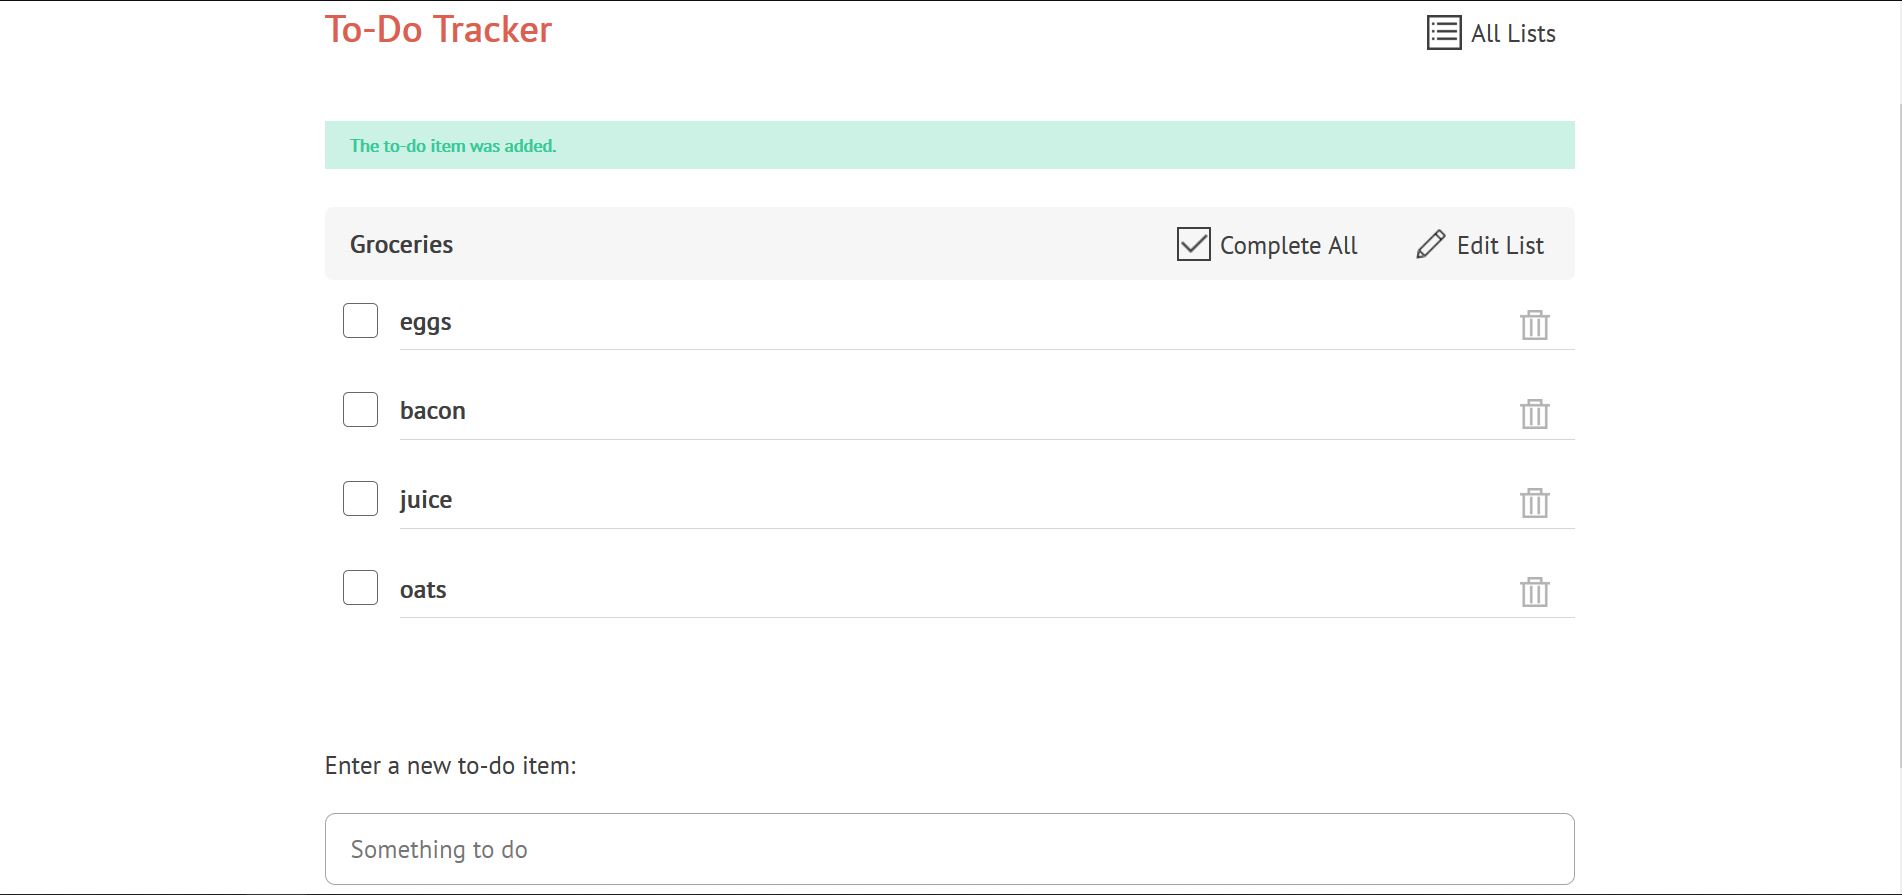 To-Do Tracker
All Lists
The to-do item was added.
Groceries
Complete All
Edit List
eggs
bacon
juice
oats
Enter a new to-do item:
Something to do